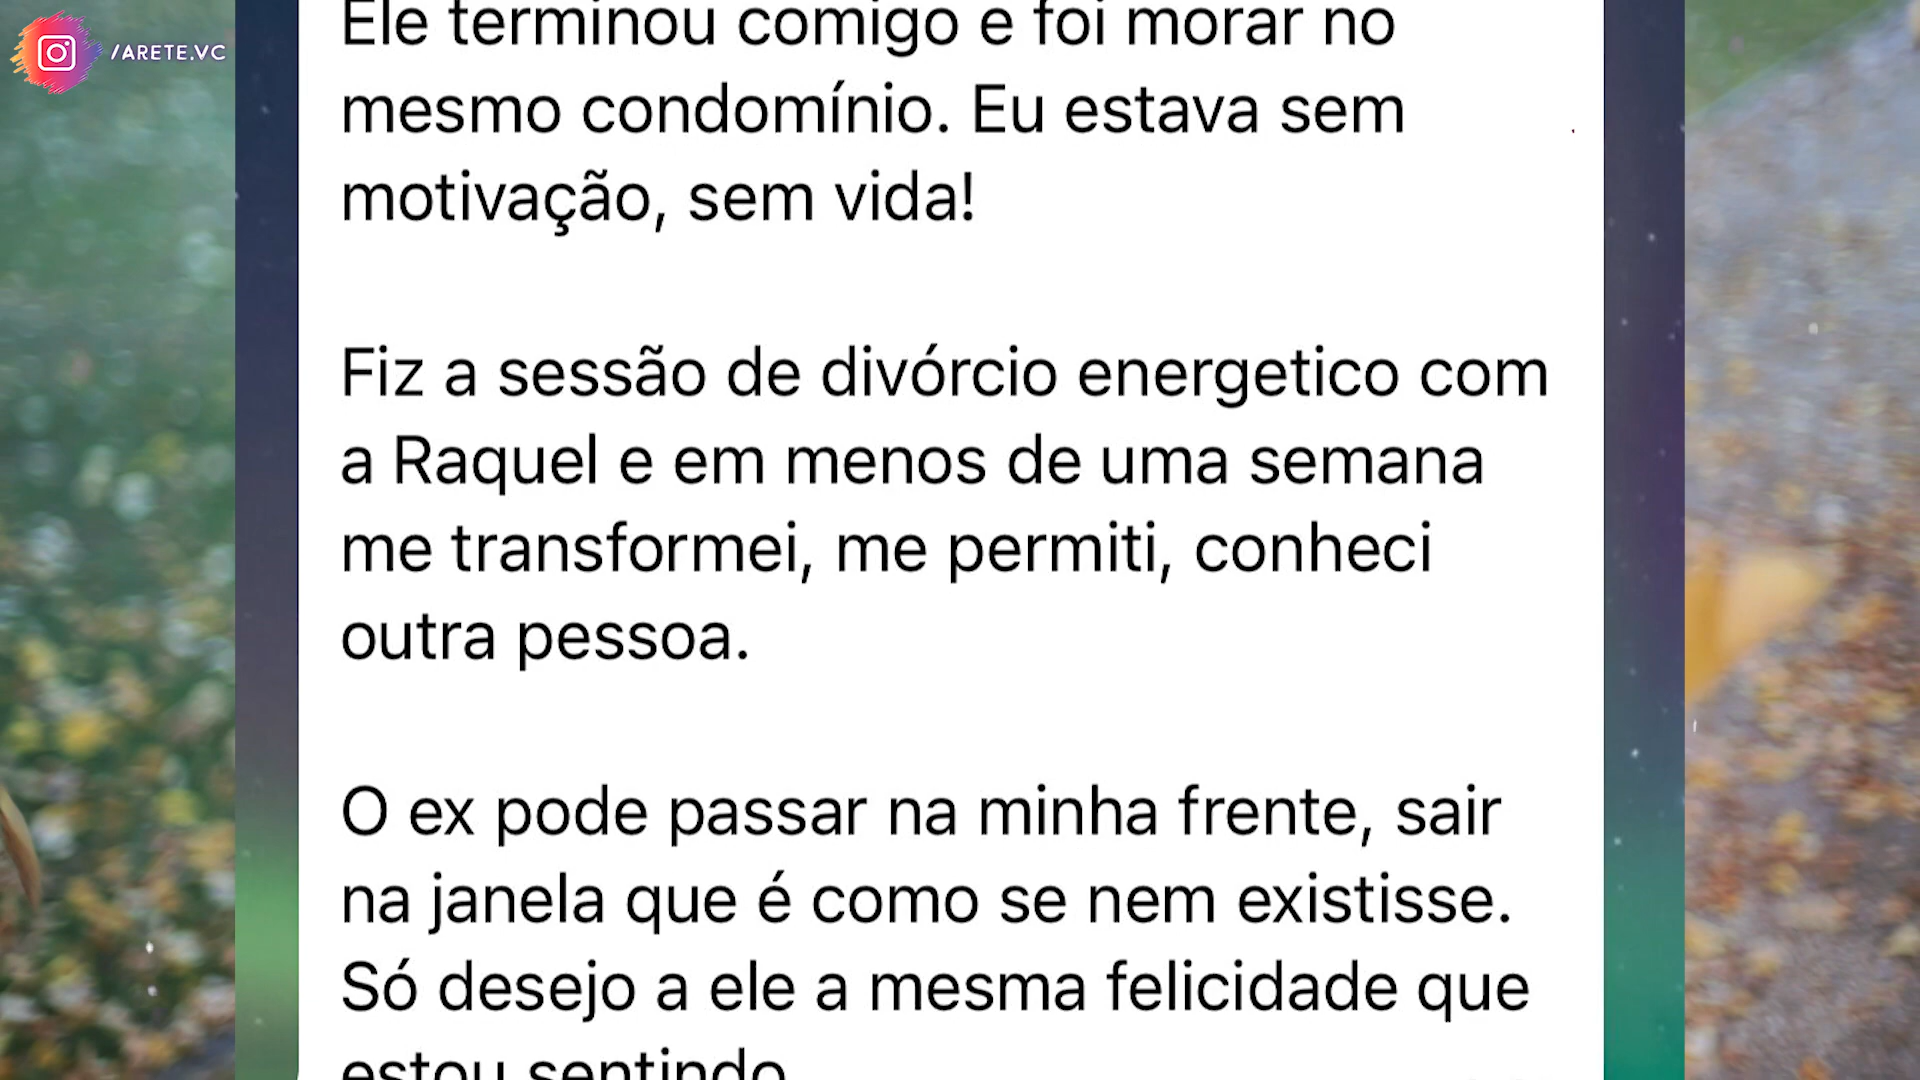 /ARETE.VC
Ele terminou comigo e foi morar no
mesmo condomínio. Eu estava sem
motivação, sem vida!
Fiz a sessão de divórcio energetico com
a Raquel e em menos de uma semana
me transformei, me permiti, conheci
outra pessoa.
O ex pode passar na minha frente, sair
na janela que é como se nem existisse.
Só desejo a ele a mesma felicidade que
estou sentindo